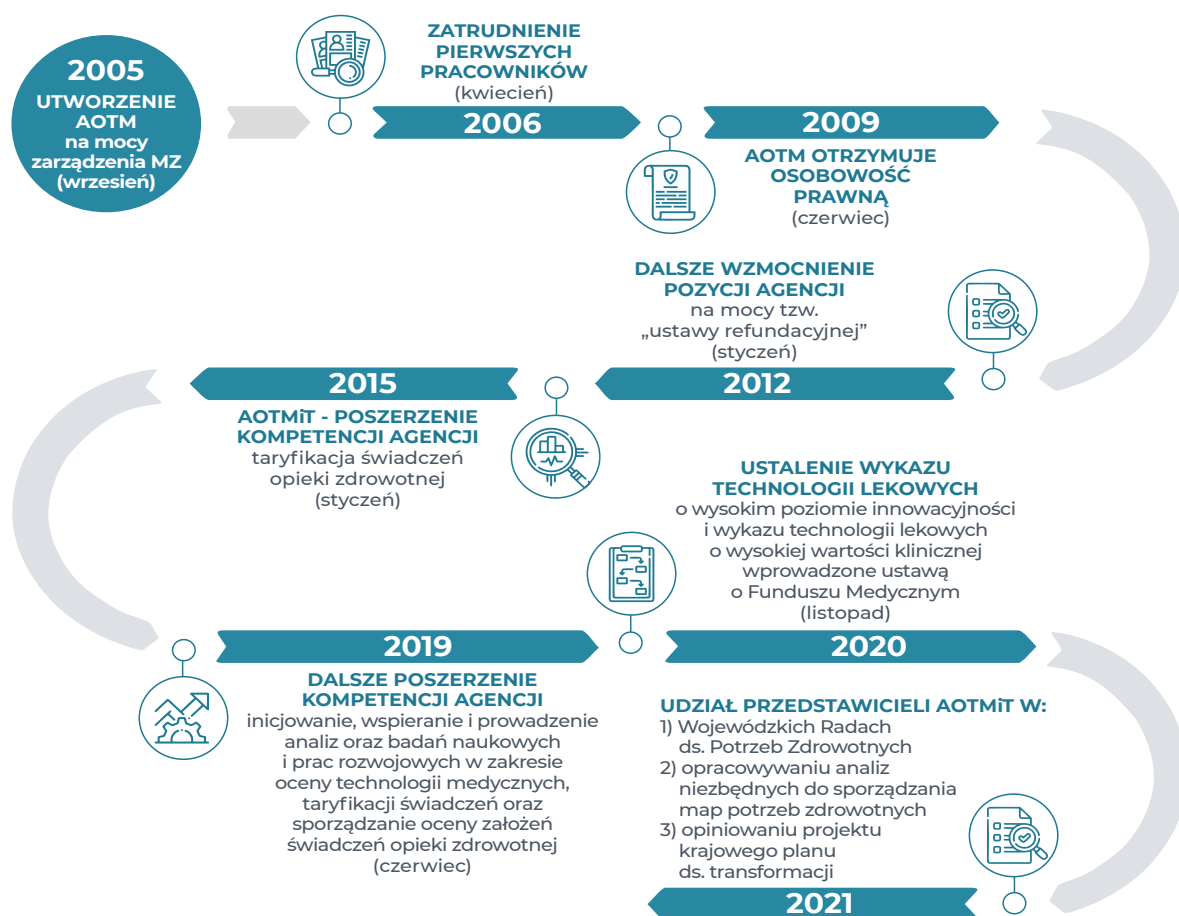 2005
UTWORZENIE
AOTM
na mocy
zarządzenia MZ
(wrzesień)
ZATRUDNIENIE
PIERWSZYCH
PRACOWNIKÓW
(kwiecień)
2006
2009
AOTM OTRZYMUJE
OSOBOWOŚĆ
PRAWNĄ
(czerwiec)
DALSZE WZMOCNIENIE
POZYCJI AGENCJI
na mocy tzw.
„ustawy refundacyjnej”
(styczeń)
2012
2015
AOTMiT - POSZERZENIE
KOMPETENCJI AGENCJI
taryfikacja świadczeń
opieki zdrowotnej
(styczeń)
2019
DALSZE POSZERZENIE
KOMPETENCJI AGENCJI
inicjowanie, wspieranie i prowadzenie
analiz oraz badań naukowych
i prac rozwojowych w zakresie
oceny technologii medycznych,
taryfikacji świadczeń oraz
sporządzanie oceny założeń
świadczeń opieki zdrowotnej
(czerwiec)
USTALENIE WYKAZU
TECHNOLOGII LEKOWYCH
o wysokim poziomie innowacyjności
i wykazu technologii lekowych
o wysokiej wartości klinicznej
wprowadzone ustawą
o Funduszu Medycznym
(listopad)
2020
UDZIAŁ PRZEDSTAWICIELI AOTMiT W:
1) Wojewódzkich Radach
ds. Potrzeb Zdrowotnych
2) opracowywaniu analiz
niezbędnych do sporządzania
map potrzeb zdrowotnych
3) opiniowaniu projektu
krajowego planu
ds. transformacji
2021